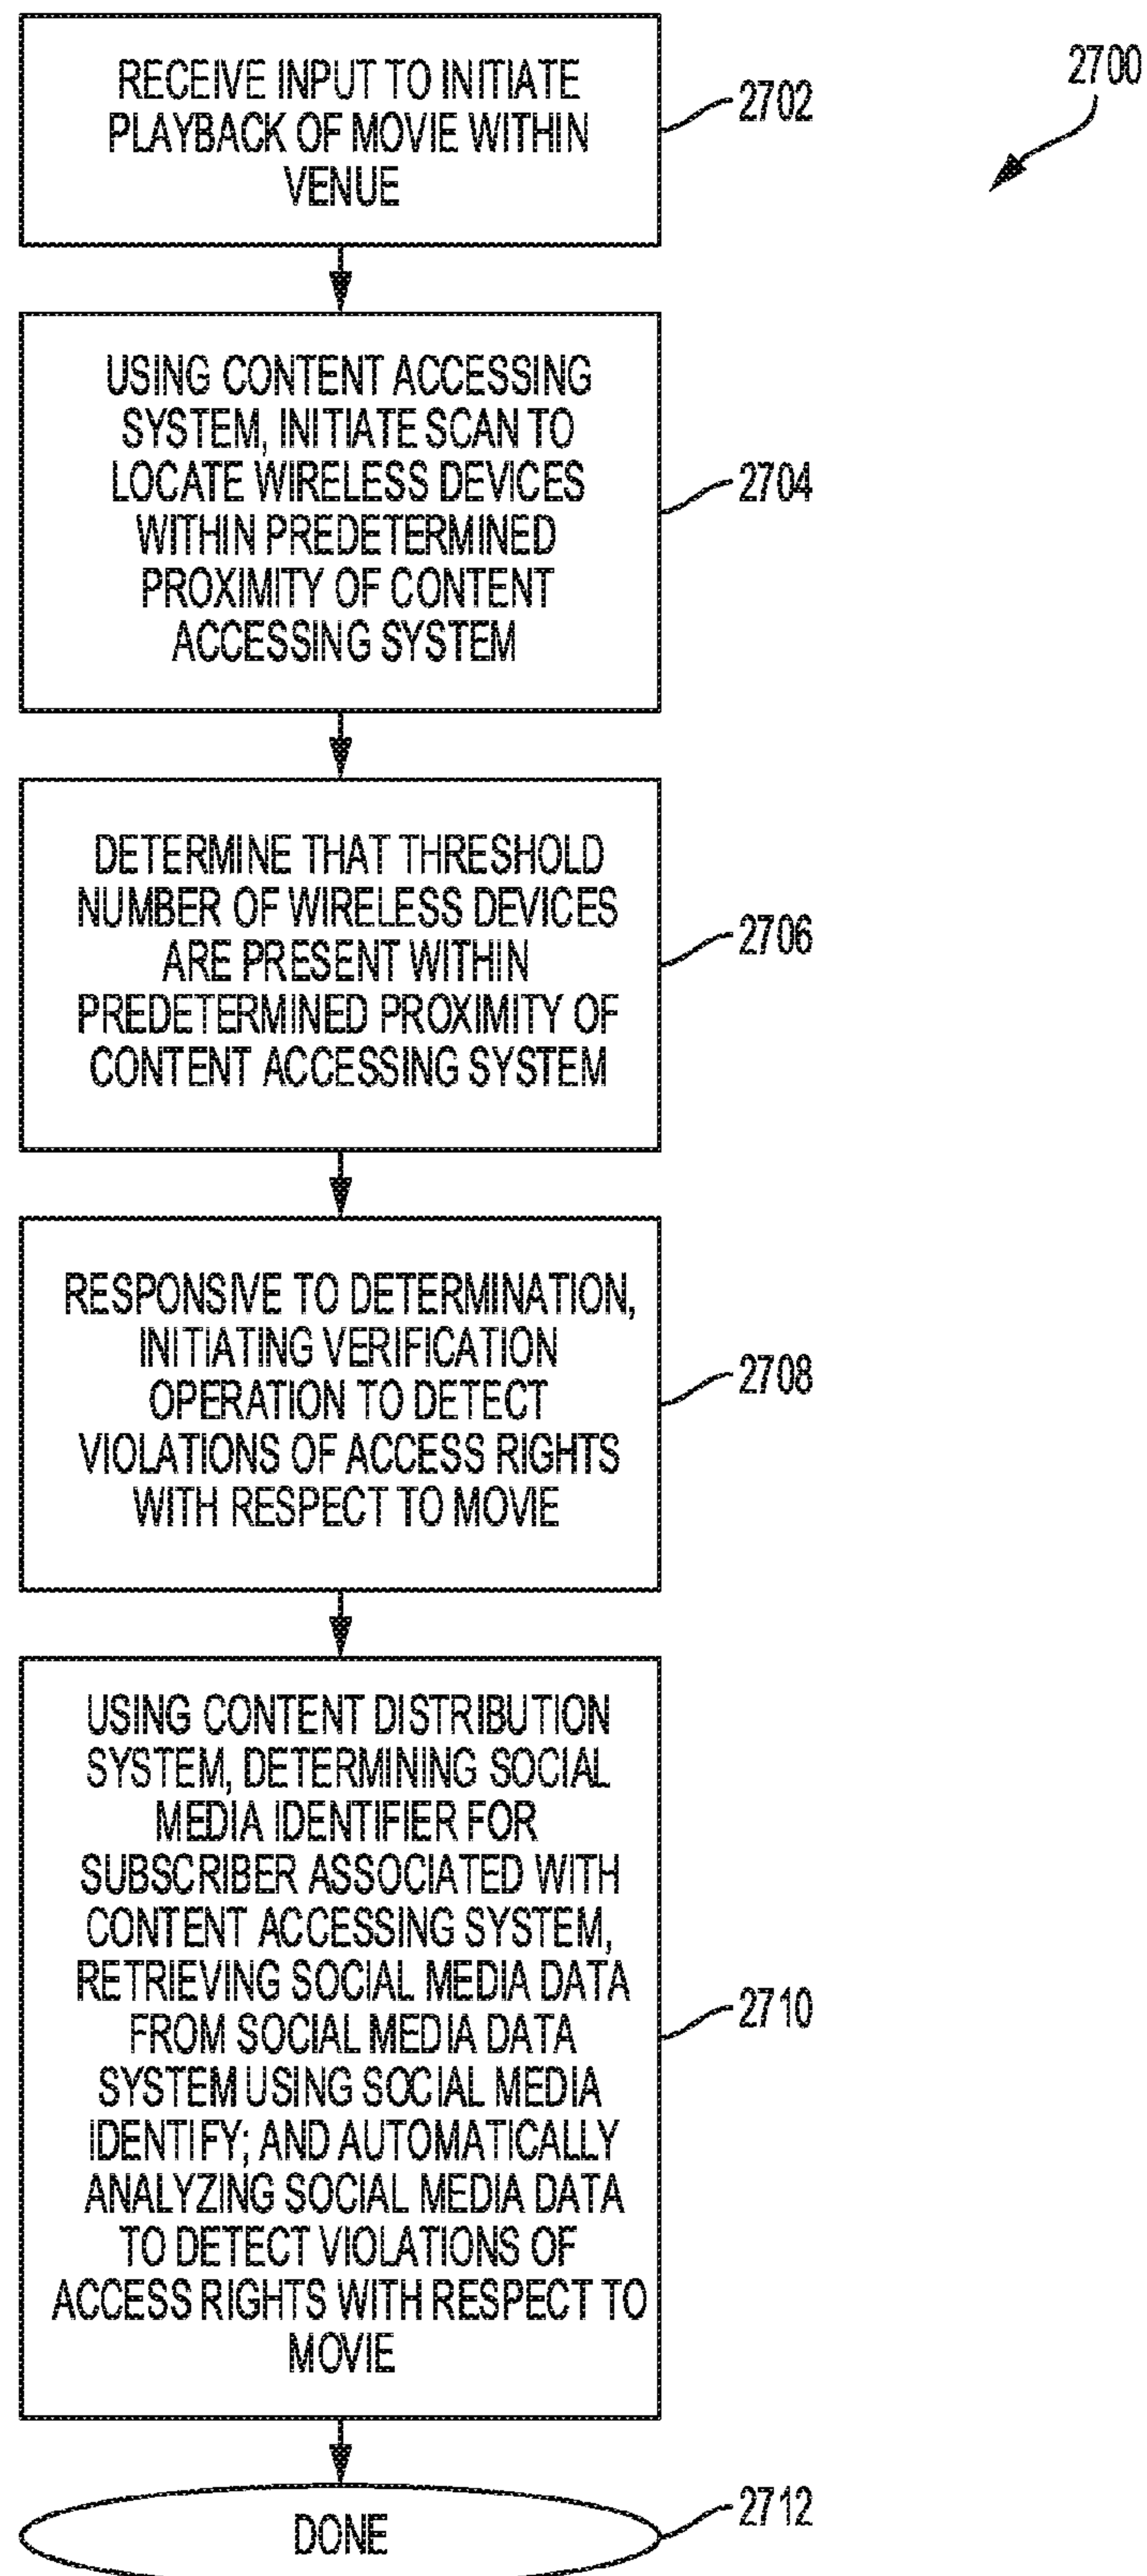 RECEIVE INPUT TO INITIATE
PLAYBACK OF MOVIE WITHIN
VENUE
2702
2700
USING CONTENT ACCESSING
SYSTEM, INITIATE SCAN TO
LOCATE WIRELESS DEVICES
WITHIN PREDETERMINED
PROXIMITY OF CONTENT
ACCESSING SYSTEM
2704
DETERMINE THAT THRESHOLD
NUMBER OF WIRELESS DEVICES
ARE PRESENT WITHIN
PREDETERMINED PROXIMITY OF
CONTENT ACCESSING SYSTEM
2706
RESPONSIVE TO DETERMINATION,
INITIATING VERIFICATION
OPERATION TO DETECT
VIOLATIONS OF ACCESS RIGHTS
WITH RESPECT TO MOVIE
2708
USING CONTENT DISTRIBUTION
SYSTEM, DETERMINING SOCIAL
MEDIA IDENTIFIER FOR
SUBSCRIBER ASSOCIATED WITH
CONTENT ACCESSING SYSTEM,
RETRIEVING SOCIAL MEDIA DATA
FROM SOCIAL MEDIA DATA
SYSTEM USING SOCIAL MEDIA
IDENTIFY; AND AUTOMATICALLY
ANALYZING SOCIAL MEDIA DATA
TO DETECT VIOLATIONS OF
ACCESS RIGHTS WITH RESPECT TO
MOVIE
2710
DONE
2712